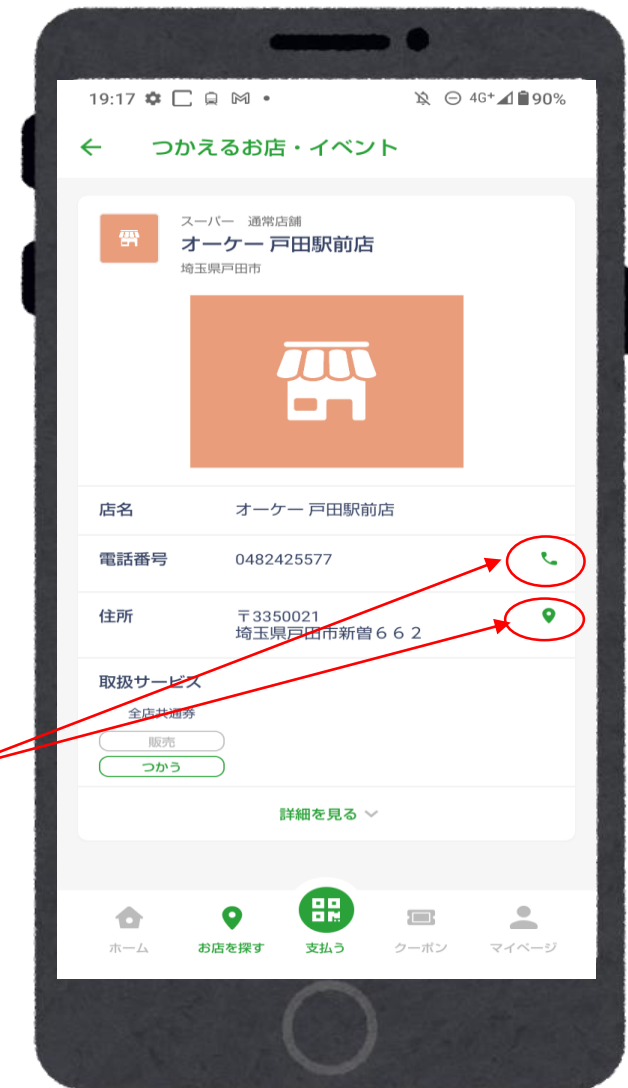 19:17
4G+
90%
つかえるお店・イベント
スーパー 通常店舗
オーケー 戸田駅前店
埼玉県戸田市
店名 オーケー 戸田駅前店
電話番号 0482425577
住所 〒3350021
埼玉県戸田市新曽６６２
取扱サービス
全店共通券
販売
つかう
詳細を見る
ホーム お店を探す 支払う クーポン マイページ